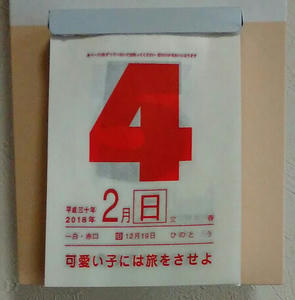 4
平成三十年
2018年
2月 日 立 春
一白・赤口 旧 12月19日 ひのと
可愛い子には旅をさせよ